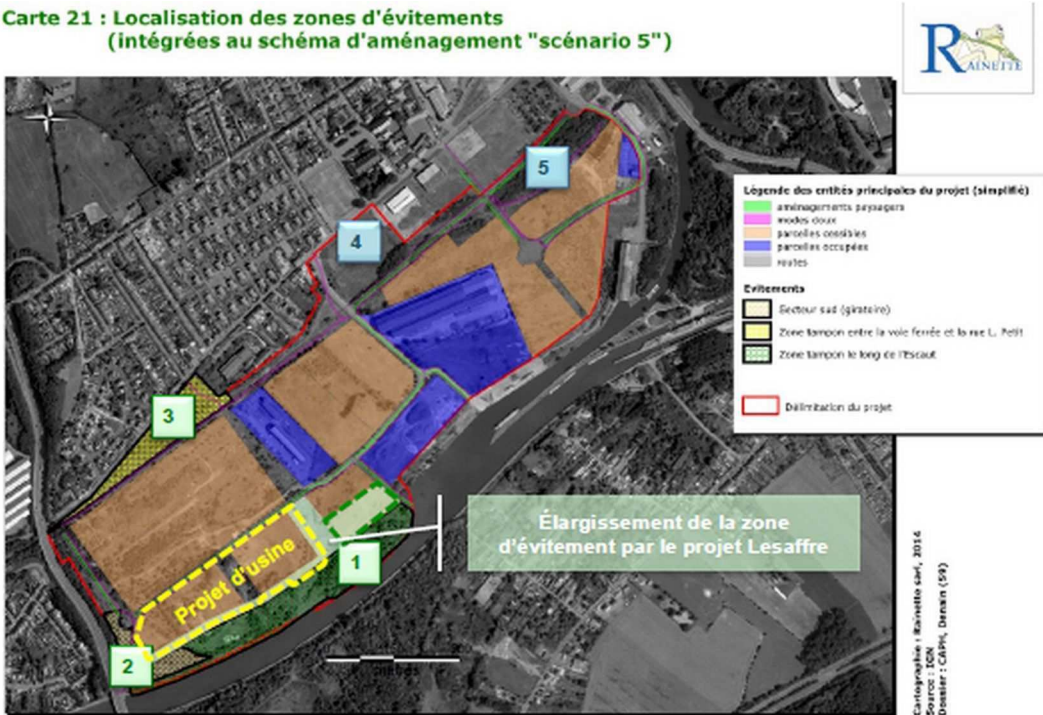 Carte 21 : Localisation des zones d'évitements
(intégrées au schéma d'aménagement "scénario 5")
RAINETTE
5
4
Légende des entités principales du projet (simplifié)
aménagements paysagers
modes doux
parcelles cessibles
parcelles occupées
routes
Evitements
Secteur sud (giratoire)
Zone tampon entre la voie ferrée et la rue L. Petit
Zone tampon le long de l'Escaut
Délimitation du projet
3
Élargissement de la zone
d'évitement par le projet Lesaffre
Projet d'usine
1
2
Cartographie : Rainette sarl, 2014
Source : IGN
Dossier : CAPH, Denain (59)